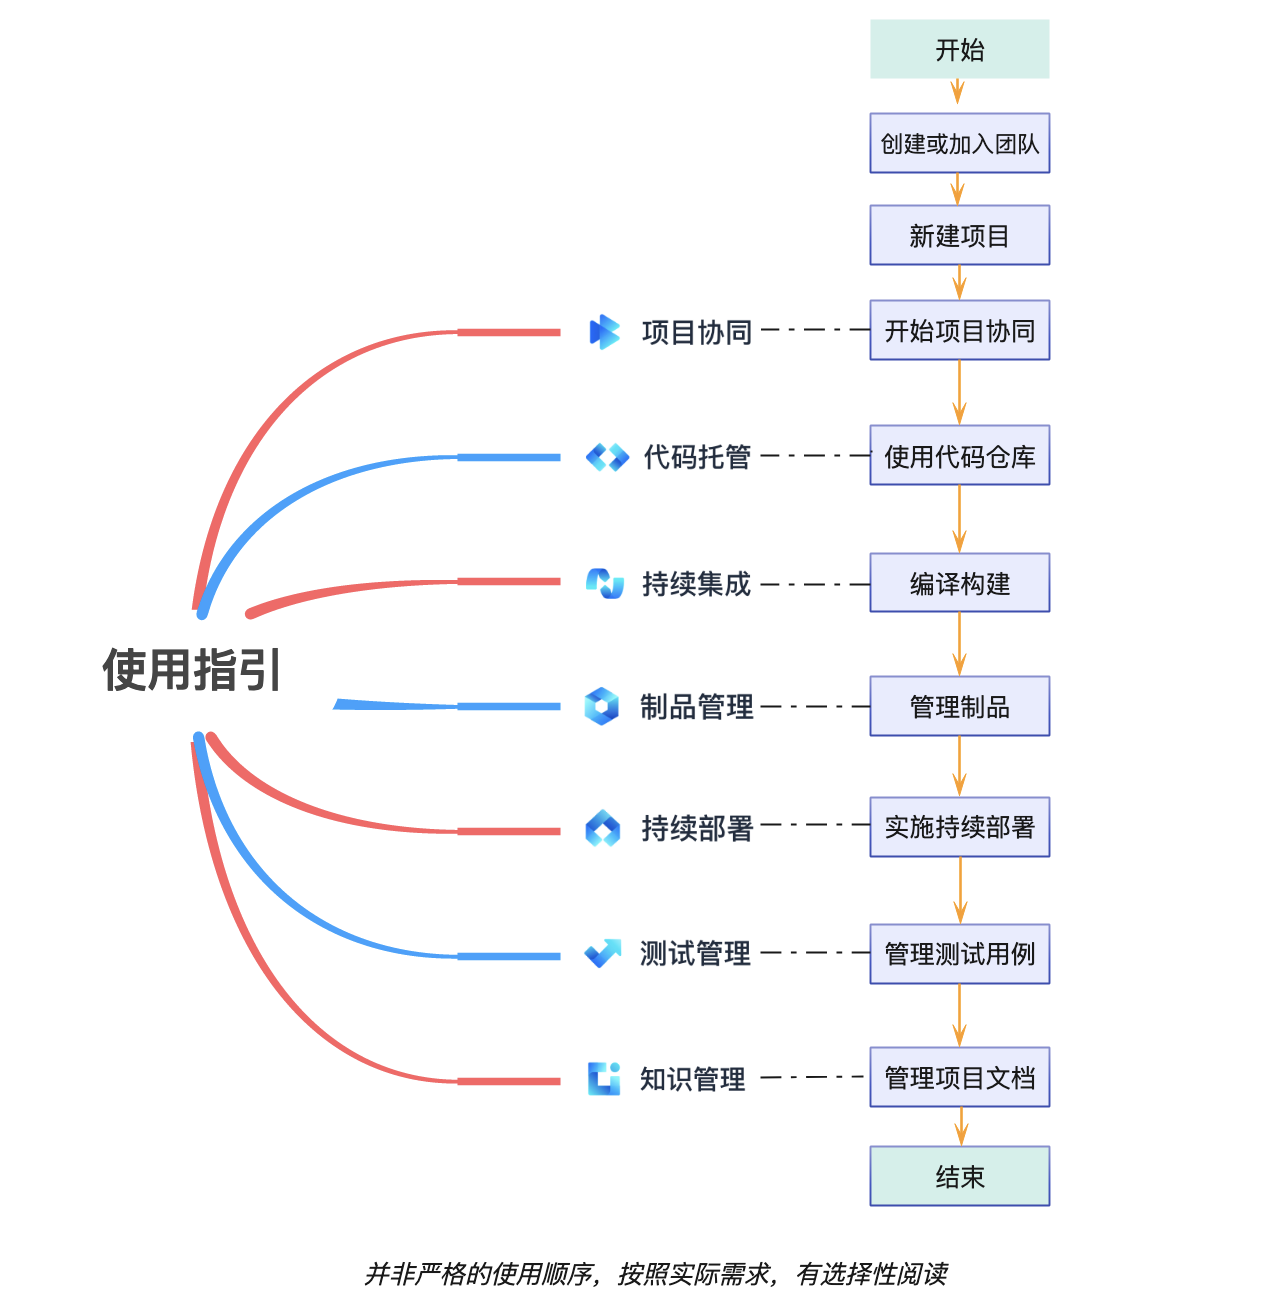 开始
创建或加入团队
新建项目
项目协同
开始项目协同
代码托管
使用代码仓库
持续集成
编译构建
使用指引
制品管理
管理制品
持续部署
实施持续部署
测试管理
管理测试用例
知识管理
管理项目文档
结束
并非严格的使用顺序，按照实际需求，有选择性阅读